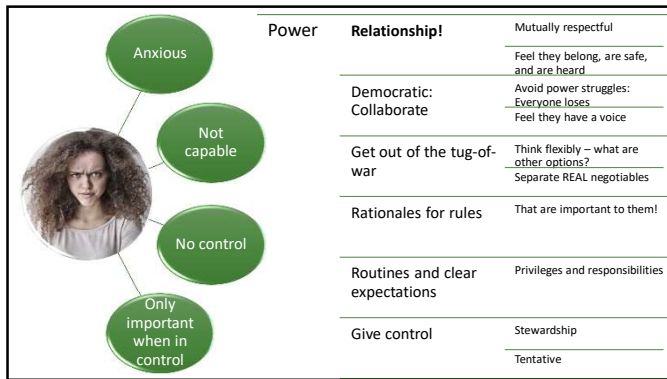 Anxious
Not
capable
No control
Only
important
when in
control
Power
Relationship!
Mutually respectful
Feel they belong, are safe,
and are heard
Democratic:
Collaborate
Avoid power struggles:
Everyone loses
Feel they have a voice
Get out of the tug-of-
war
Think flexibly – what are
other options?
Separate REAL negotiables
Rationales for rules
That are important to them!
Routines and clear
expectations
Privileges and responsibilities
Give control
Stewardship
Tentative